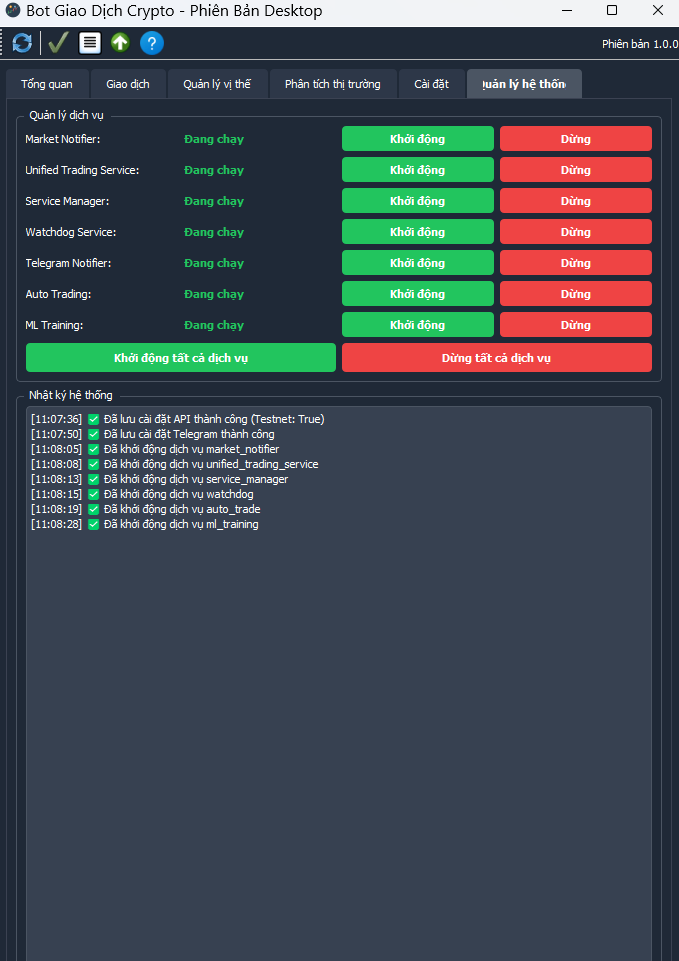 Bot Giao Dịch Crypto - Phiên Bản Desktop
Phiên bản 1.0.0
Tổng quan Giao dịch Quản lý vị thế Phân tích thị trường Cài đặt quản lý hệ thốn
Quản lý dịch vụ
Market Notifier: Đang chạy Khởi động Dừng
Unified Trading Service: Đang chạy Khởi động Dừng
Service Manager: Đang chạy Khởi động Dừng
Watchdog Service: Đang chạy Khởi động Dừng
Telegram Notifier: Đang chạy Khởi động Dừng
Auto Trading: Đang chạy Khởi động Dừng
ML Training: Đang chạy Khởi động Dừng
Khởi động tất cả dịch vụ Dừng tất cả dịch vụ
Nhật ký hệ thống
[11:07:36] ✅ Đã lưu cài đặt API thành công (Testnet: True)
[11:07:50] ✅ Đã lưu cài đặt Telegram thành công
[11:08:05] ✅ Đã khởi động dịch vụ market_notifier
[11:08:08] ✅ Đã khởi động dịch vụ unified_trading_service
[11:08:13] ✅ Đã khởi động dịch vụ service_manager
[11:08:15] ✅ Đã khởi động dịch vụ watchdog
[11:08:19] ✅ Đã khởi động dịch vụ auto_trade
[11:08:28] ✅ Đã khởi động dịch vụ ml_training